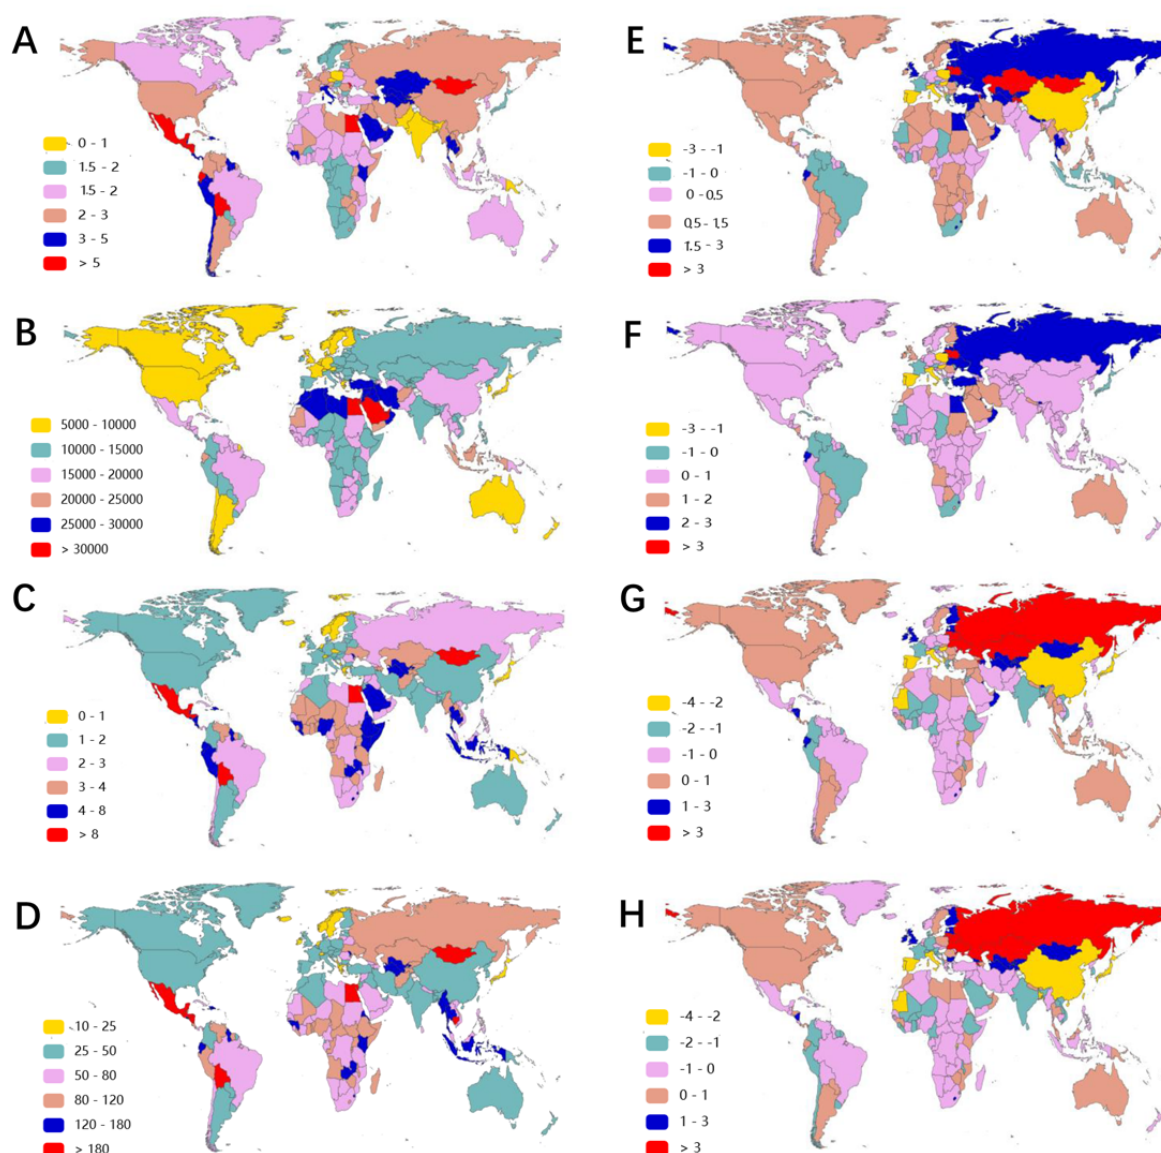 A
0 - 1
1.5 - 2
1.5 - 2
2 - 3
3 - 5
> 5
B
5000 - 10000
10000 - 15000
15000 - 20000
20000 - 25000
25000 - 30000
> 30000
C
0 - 1
1 - 2
2 - 3
3 - 4
4 - 8
> 8
D
10 - 25
25 - 50
50 - 80
80 - 120
120 - 180
> 180
E
-3 - -1
-1 - 0
0 - 0.5
0.5 - 1.5
1.5 - 3
> 3
F
-3 - -1
-1 - 0
0 - 1
1 - 2
2 - 3
> 3
G
-4 - -2
-2 - -1
-1 - 0
0 - 1
1 - 3
> 3
H
-4 - -2
-2 - -1
-1 - 0
0 - 1
1 - 3
> 3